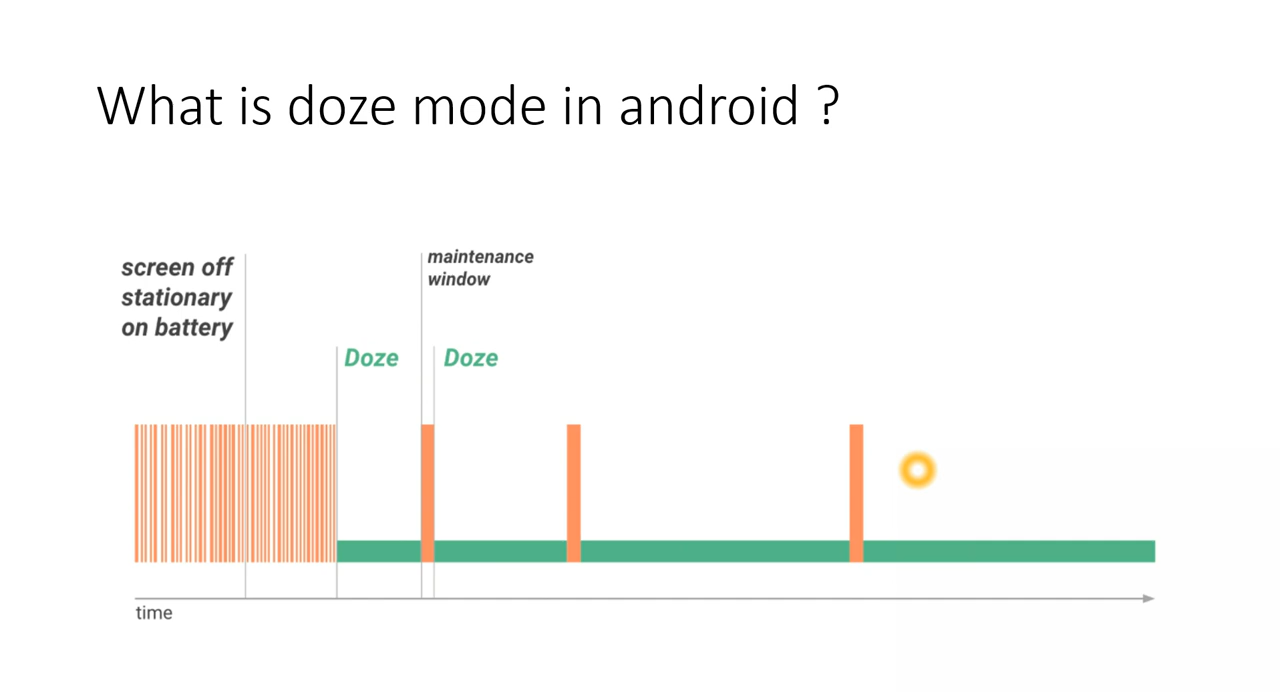 What is doze mode in android ?
screen off
stationary
on battery
maintenance
window
Doze
Doze
time